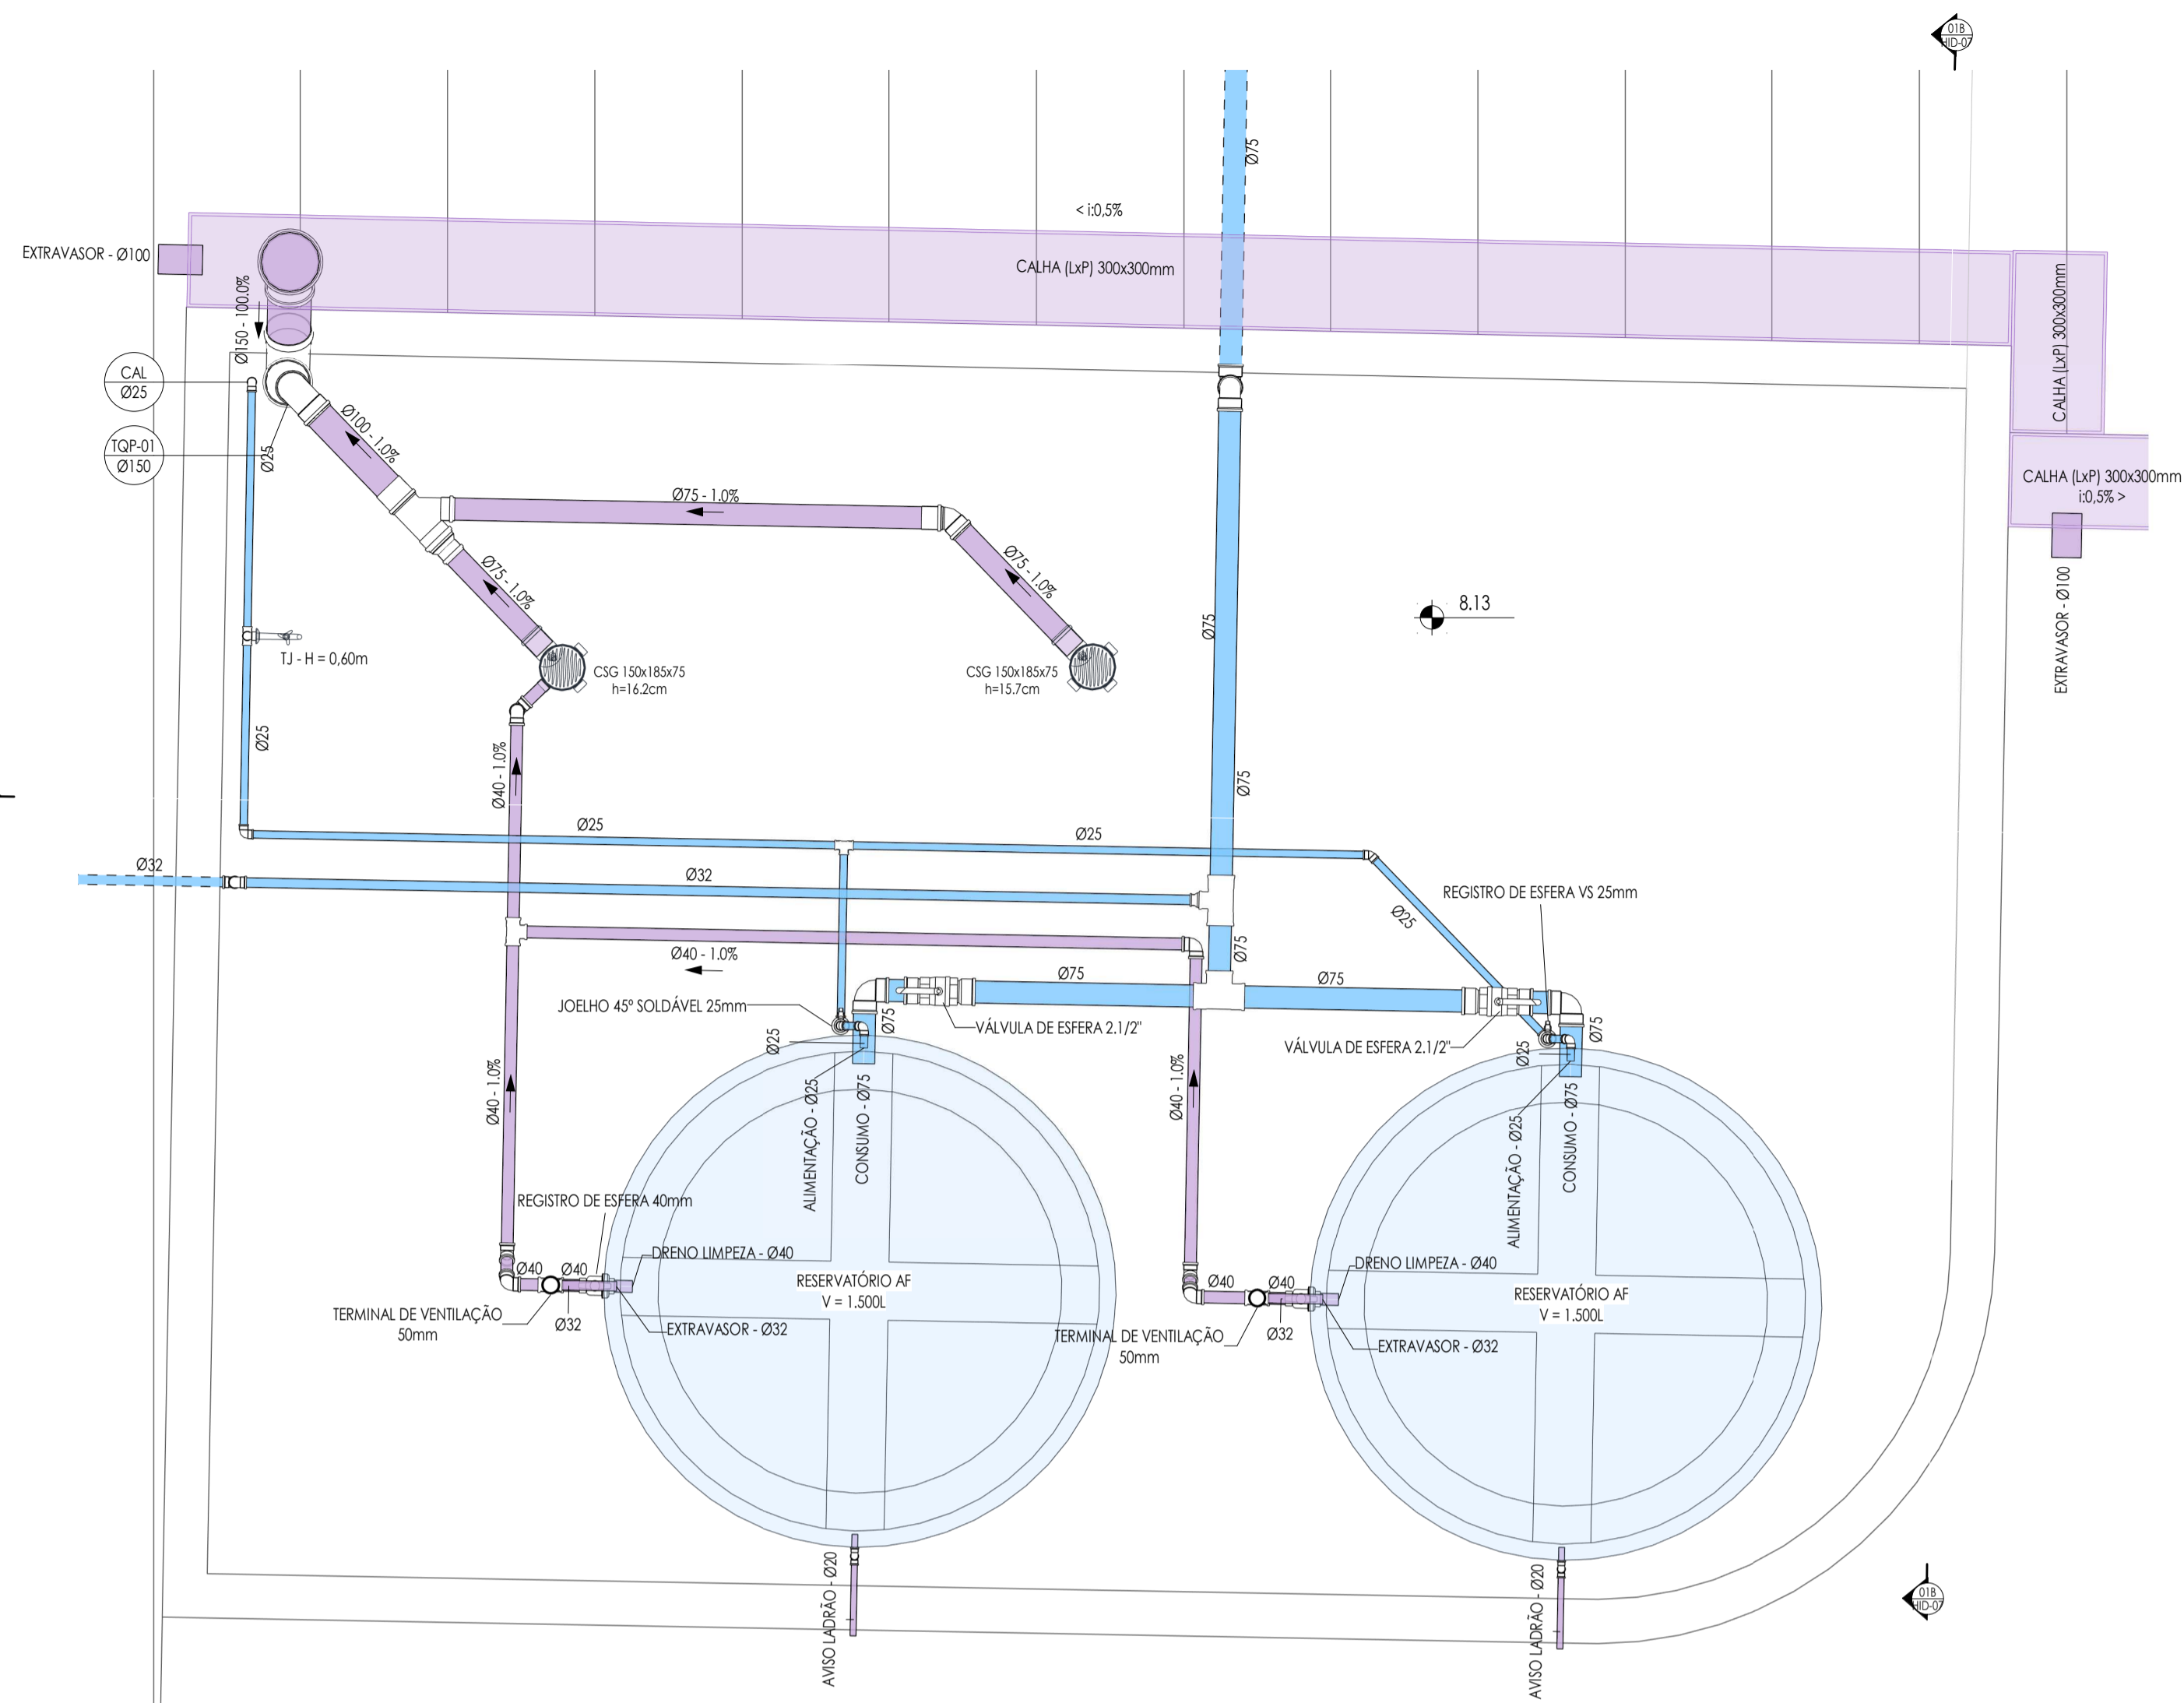 01B
HID-07
Ø75
< i:0,5%
EXTRAVASOR - Ø100
CALHA (LxP) 300x300mm
CALHA (LxP) 300x300mm
Ø150 - 100.0%
CAL
Ø25
TQP-01
Ø150
Ø25
Ø100 - 1.0%
CALHA (LxP) 300x300mm
i:0,5% >
EXTRAVASOR - Ø100
Ø75 - 1.0%
Ø75 - 1.0%
Ø75 - 1.0%
8.13
Ø75
TJ - H = 0,60m
CSG 150x185x75
h=16.2cm
CSG 150x185x75
h=15.7cm
Ø25
Ø40 - 1.0%
Ø75
Ø25
Ø25
Ø32
Ø32
REGISTRO DE ESFERA VS 25mm
Ø25
Ø40 - 1.0%
Ø75
Ø75
Ø75
JOELHO 45º SOLDÁVEL 25mm
Ø25
Ø75
VÁLVULA DE ESFERA 2.1/2"
VÁLVULA DE ESFERA 2.1/2"
Ø25
Ø75
Ø40 - 1.0%
ALIMENTAÇÃO - Ø25
CONSUMO - Ø75
Ø40 - 1.0%
ALIMENTAÇÃO - Ø25
CONSUMO - Ø75
REGISTRO DE ESFERA 40mm
DRENO LIMPEZA - Ø40
DRENO LIMPEZA - Ø40
Ø40
Ø40
Ø40
Ø40
RESERVATÓRIO AF
V = 1.500L
RESERVATÓRIO AF
V = 1.500L
TERMINAL DE VENTILAÇÃO
50mm
Ø32
EXTRAVASOR - Ø32
TERMINAL DE VENTILAÇÃO
50mm
Ø32
EXTRAVASOR - Ø32
AVISO LADRÃO - Ø20
AVISO LADRÃO - Ø20
01B
HID-07